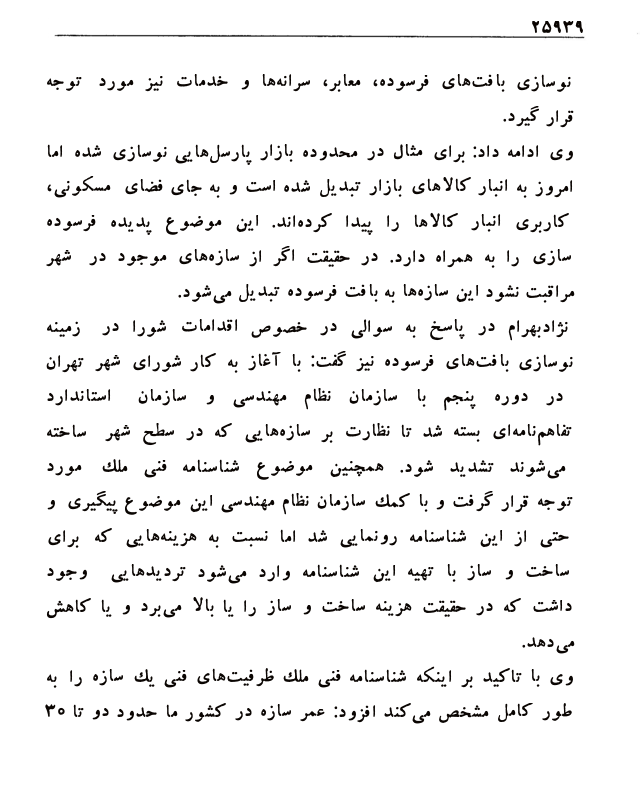 ۲۵۹۳۹
نوسازی بافت‌های فرسوده، معابر، سرانه‌ها و خدمات نیز مورد توجه
قرار گیرد.
وی ادامه داد: برای مثال در محدوده بازار پارسل‌هایی نوسازی شده اما
امروز به انبار کالاهای بازار تبدیل شده است و به جای فضای مسکونی،
کاربری انبار کالاها را پیدا کرده‌اند. این موضوع پدیده فرسوده
سازی را به همراه دارد. در حقیقت اگر از سازه‌های موجود در شهر
مراقبت نشود این سازه‌ها به بافت فرسوده تبدیل می‌شود.
نژادبهرام در پاسخ به سوالی در خصوص اقدامات شورا در زمینه
نوسازی بافت‌های فرسوده نیز گفت: با آغاز به کار شورای شهر تهران
در دوره پنجم با سازمان نظام مهندسی و سازمان استاندارد
تفاهم‌نامه‌ای بسته شد تا نظارت بر سازه‌هایی که در سطح شهر ساخته
می‌شوند تشدید شود. همچنین موضوع شناسنامه فنی ملك مورد
توجه قرار گرفت و با كمك سازمان نظام مهندسی این موضوع پیگیری و
حتی از این شناسنامه رونمایی شد اما نسبت به هزینه‌هایی که برای
ساخت و ساز با تهیه این شناسنامه وارد می‌شود تردیدهایی وجود
داشت که در حقیقت هزینه ساخت و ساز را یا بالا می‌برد و یا کاهش
می‌دهد.
وی با تاکید بر اینکه شناسنامه فنی ملك ظرفیت‌های فنی يك سازه را به
طور کامل مشخص می‌کند افزود: عمر سازه در کشور ما حدود دو تا ۳۰